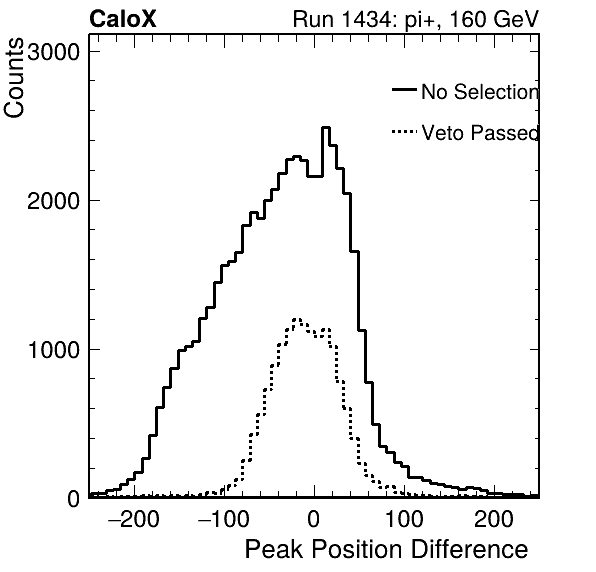 CaloX Run 1434: pi+, 160 GeV
Counts
3000
2000
1000
0
No Selection
Veto Passed
−200 −100 0 100 200
Peak Position Difference